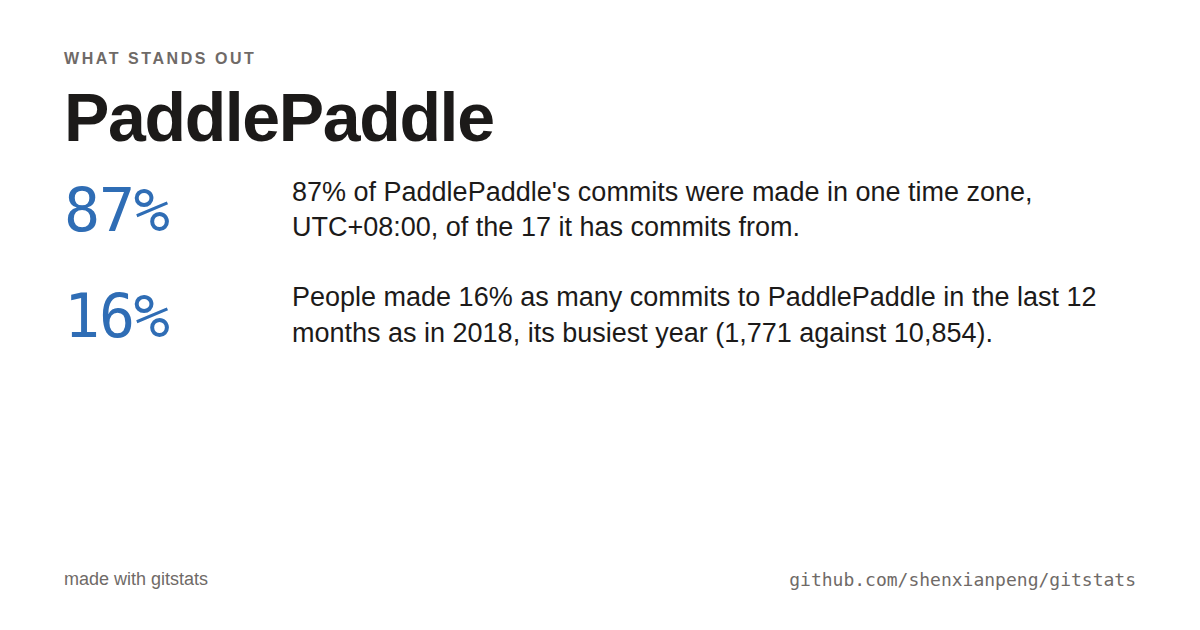 WHAT STANDS OUT
PaddlePaddle
87%
87% of PaddlePaddle's commits were made in one time zone,
UTC+08:00, of the 17 it has commits from.
16%
People made 16% as many commits to PaddlePaddle in the last 12
months as in 2018, its busiest year (1,771 against 10,854).
made with gitstats
github.com/shenxianpeng/gitstats